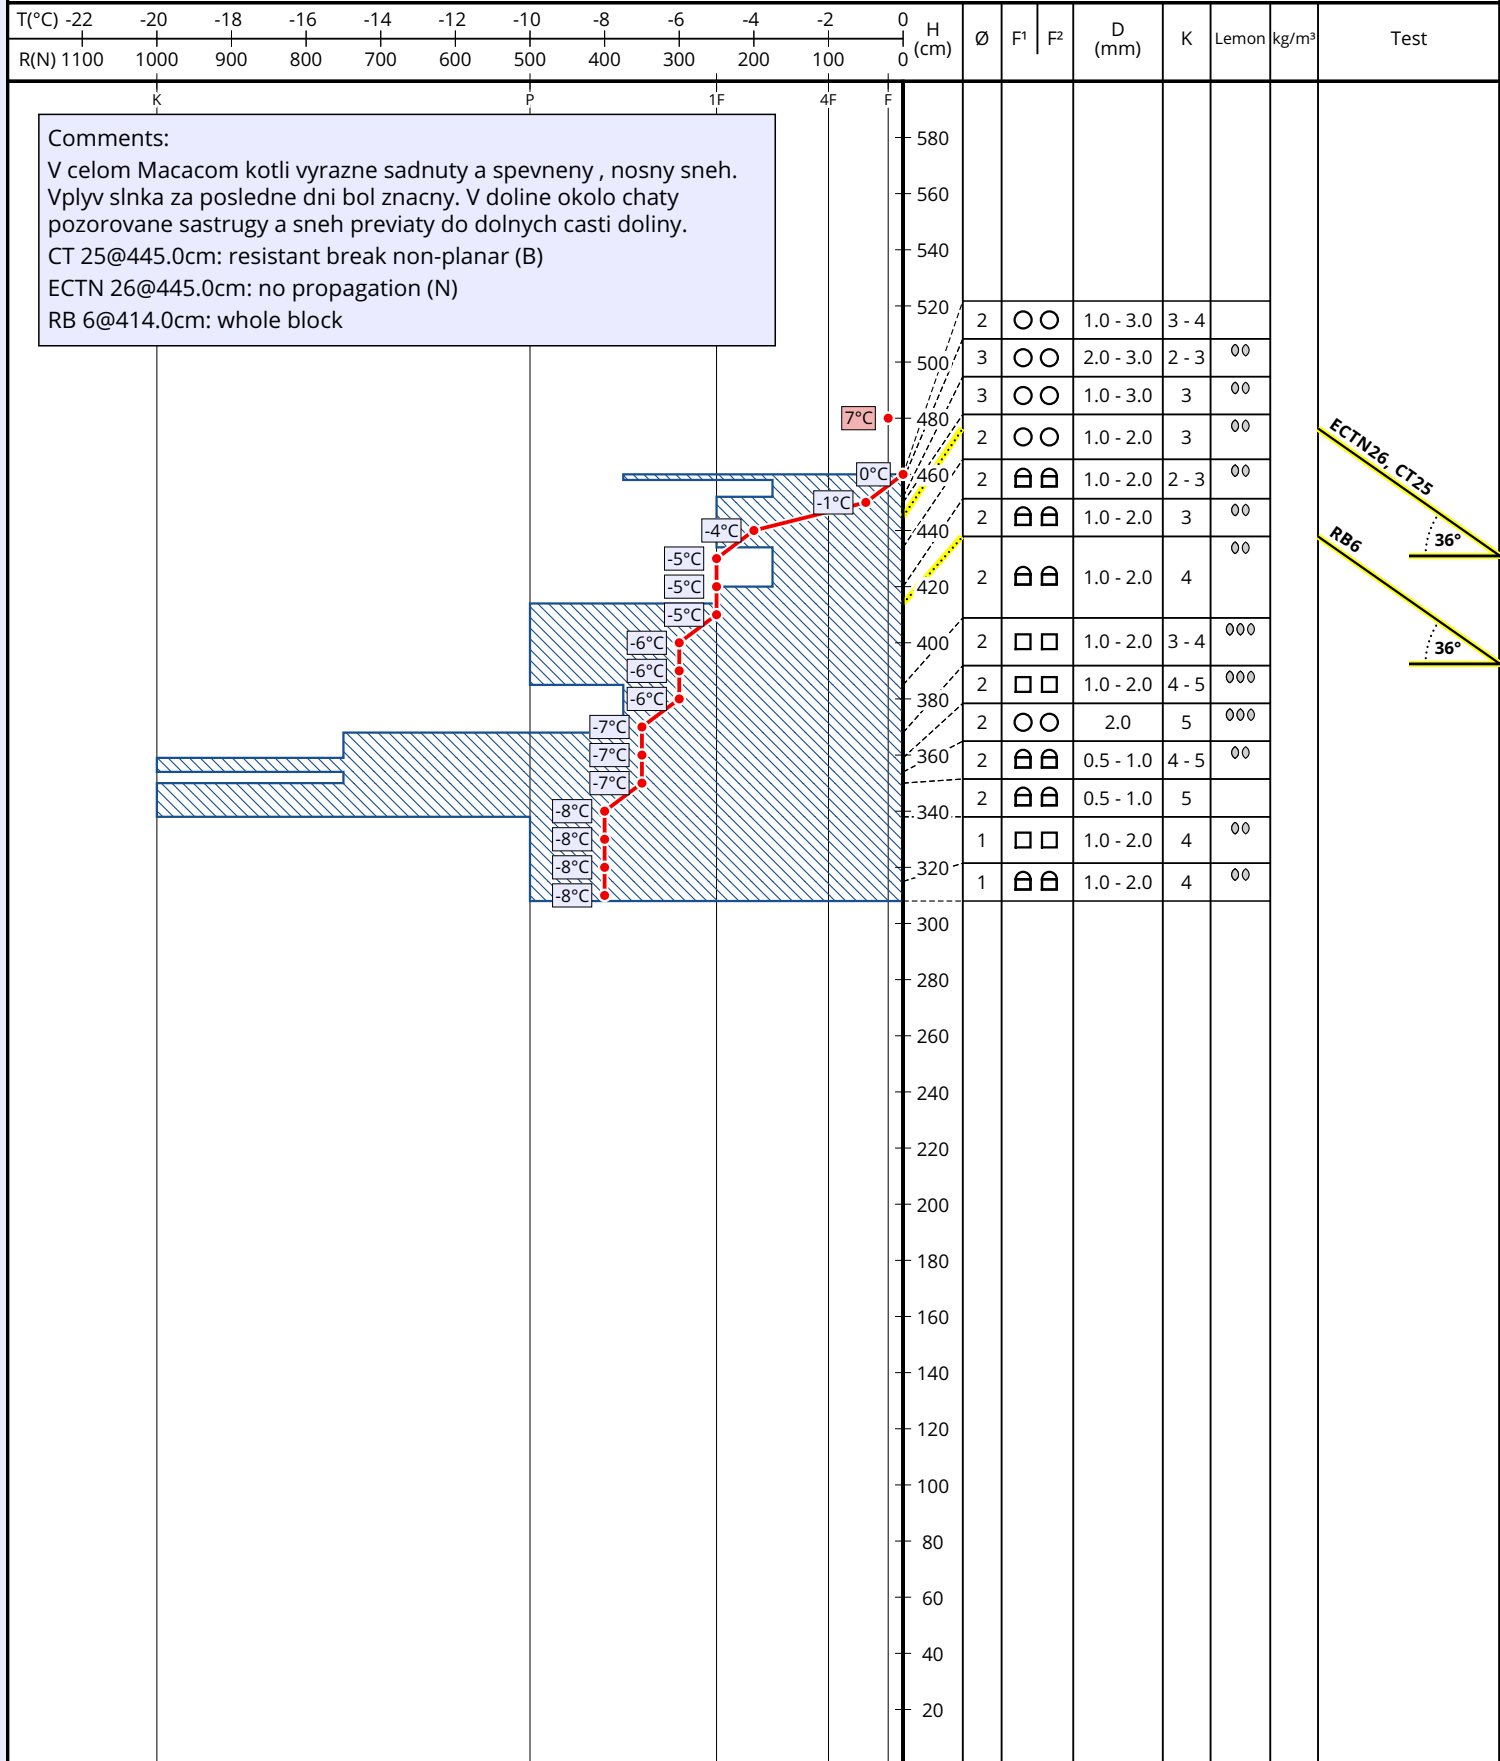 T(°C) -22 -20 -18 -16 -14 -12 -10 -8 -6 -4 -2 0
R(N) 1100 1000 900 800 700 600 500 400 300 200 100 0
H (cm) Ø F¹ F² D (mm) K Lemon kg/m³ Test
K P 1F 4F F
Comments:
V celom Macacom kotli vyrazne sadnuty a spevneny , nosny sneh.
Vplyv slnka za posledne dni bol znacny. V doline okolo chaty
pozorovane sastrugy a sneh previaty do dolnych casti doliny.
CT 25@445.0cm: resistant break non-planar (B)
ECTN 26@445.0cm: no propagation (N)
RB 6@414.0cm: whole block
580
560
540
520
500
480
460
440
420
400
380
360
340
320
300
280
260
240
220
200
180
160
140
120
100
80
60
40
20
7°C
0°C
-1°C
-4°C
-5°C
-5°C
-5°C
-6°C
-6°C
-6°C
-7°C
-7°C
-7°C
-8°C
-8°C
-8°C
-8°C
2 1.0 - 3.0 3 - 4
3 2.0 - 3.0 2 - 3
3 1.0 - 3.0 3
2 1.0 - 2.0 3
2 1.0 - 2.0 2 - 3
2 1.0 - 2.0 3
2 1.0 - 2.0 4
2 1.0 - 2.0 3 - 4
2 1.0 - 2.0 4 - 5
2 2.0 5
2 0.5 - 1.0 4 - 5
2 0.5 - 1.0 5
1 1.0 - 2.0 4
1 1.0 - 2.0 4
ECTN26, CT25
36°
RB6
36°